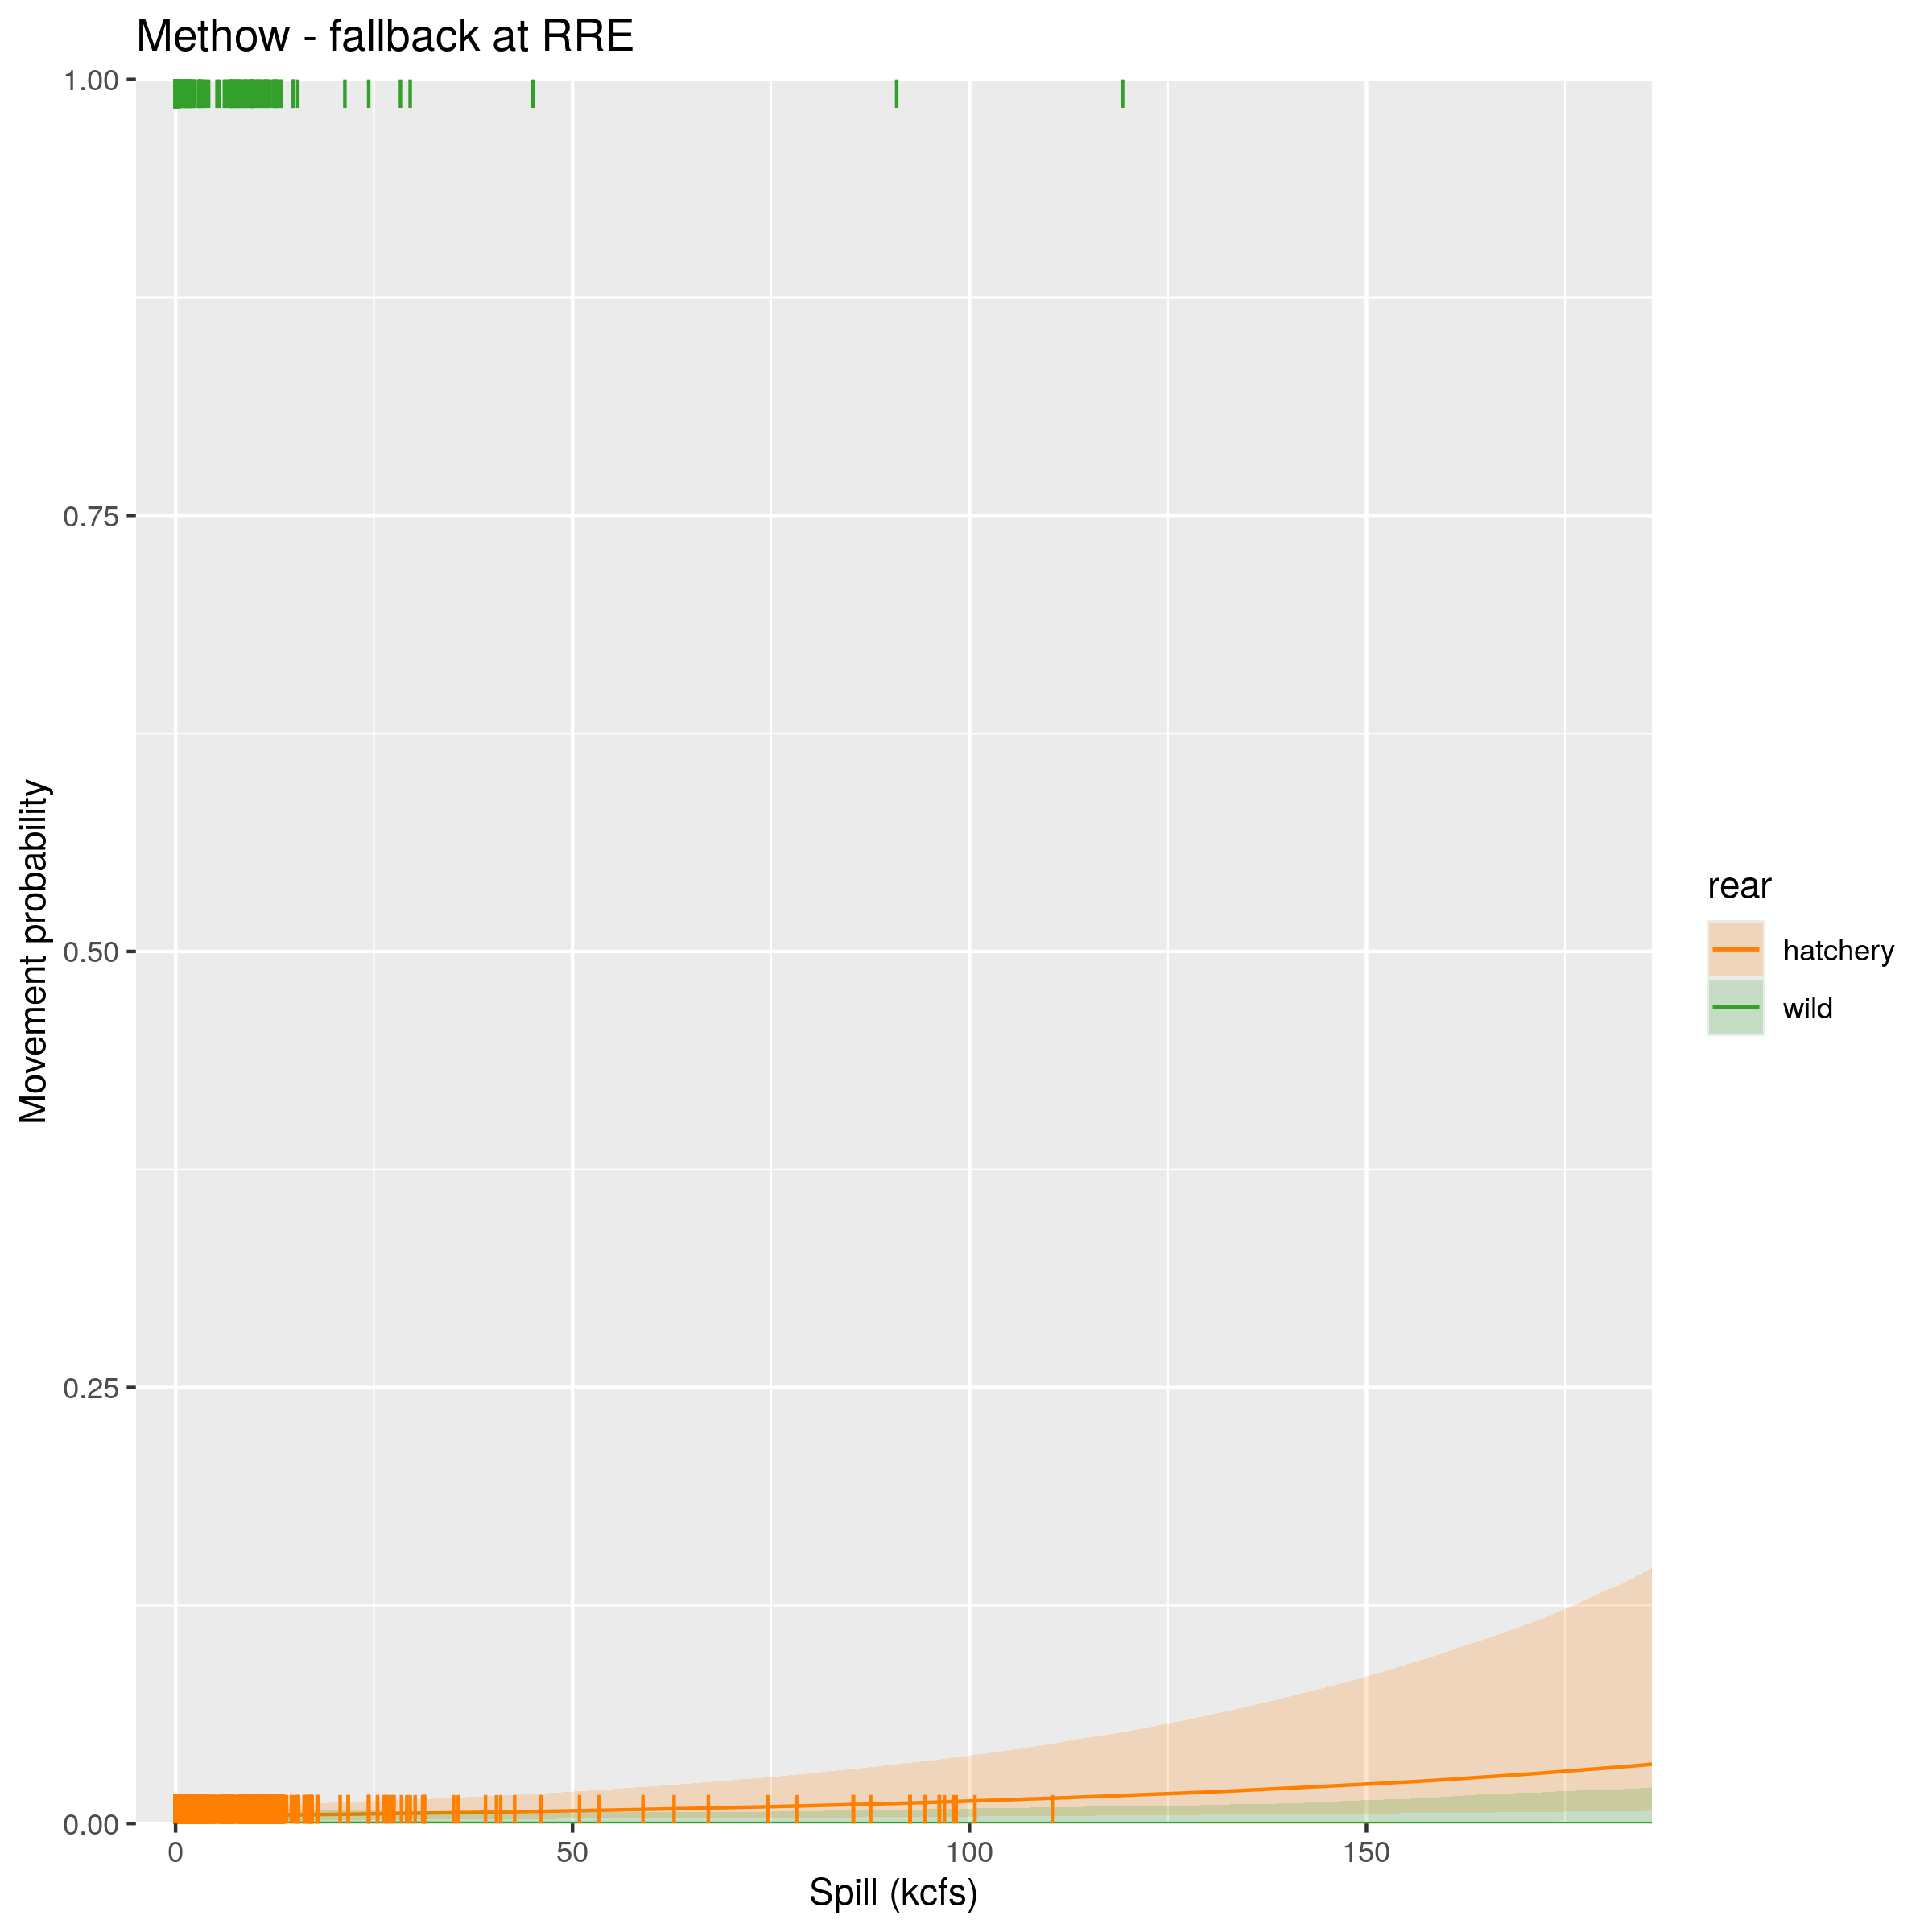 Methow - fallback at RRE
1.00
0.75
0.50
0.25
0.00
Movement probability
0
50
100
150
Spill (kcfs)
rear
hatchery
wild